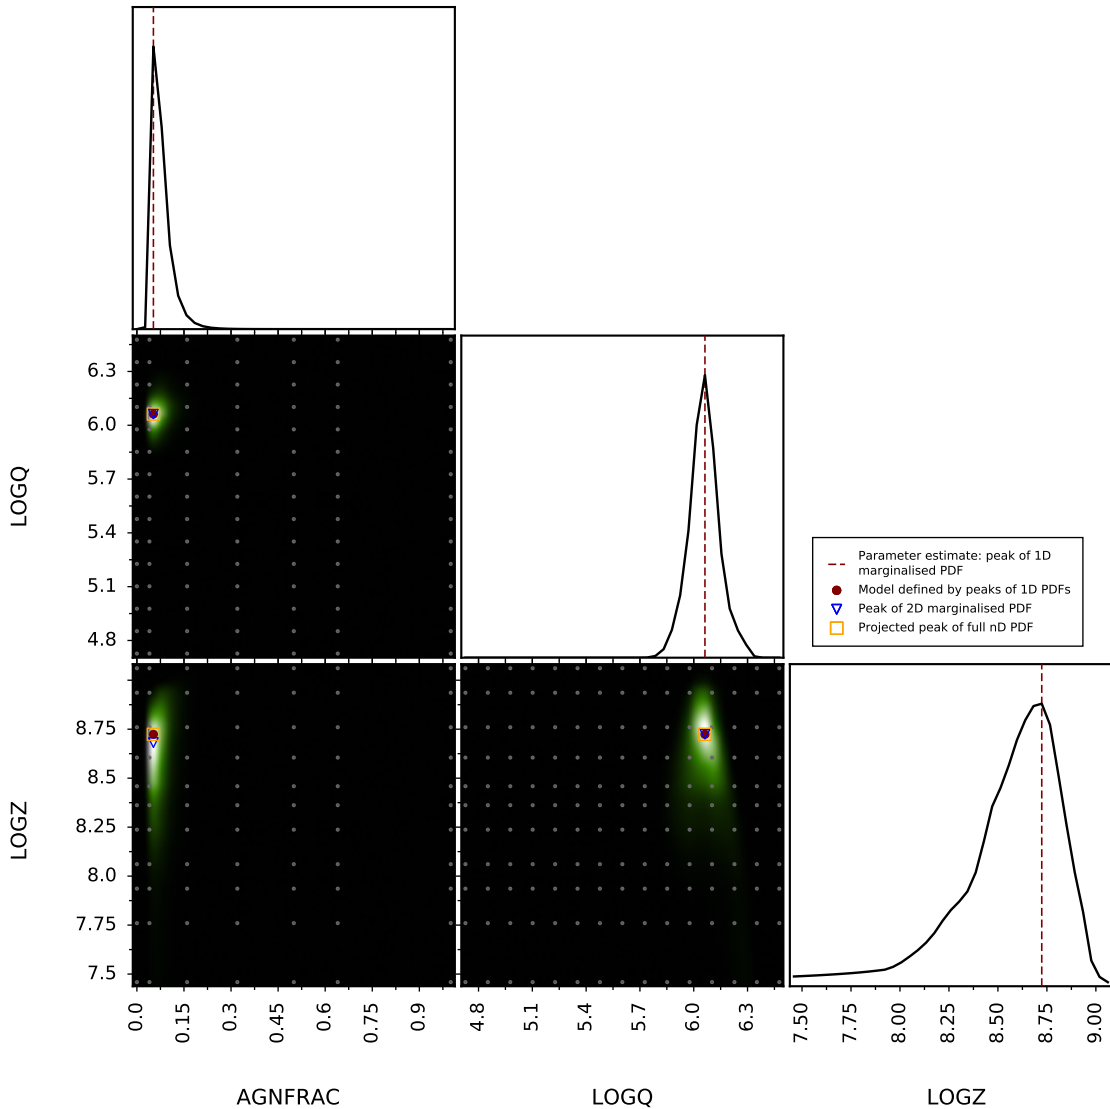 6.3
6.0
5.7
5.4
5.1
4.8
LOGQ
Parameter estimate: peak of 1D
marginalised PDF
Model defined by peaks of 1D PDFs
Peak of 2D marginalised PDF
Projected peak of full nD PDF
8.75
8.5
8.25
8.0
7.75
7.5
LOGZ
0.0 0.15 0.3 0.45 0.6 0.75 0.9
4.8 5.1 5.4 5.7 6.0 6.3
7.50 7.75 8.00 8.25 8.50 8.75 9.00
AGNFRAC
LOGQ
LOGZ